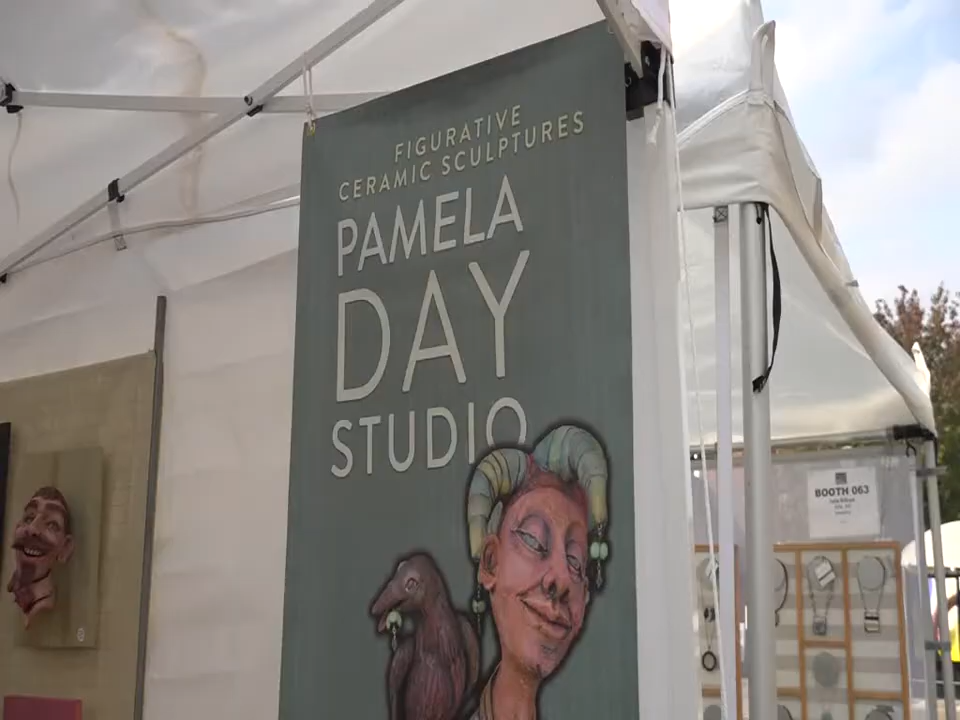 FIGURATIVE
CERAMIC SCULPTURES
PAMELA
DAY
STUDIO
BOOTH 063